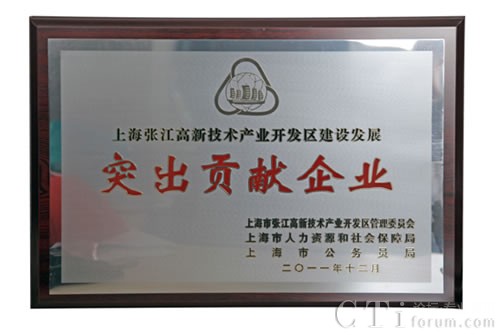 上海张江高新技术产业开发区建设发展
突出贡献企业
上海市张江高新技术产业开发区管理委员会
上海市人力资源和社会保障局
上海市公务员局
二〇一一年十二月
CTi
forum.com